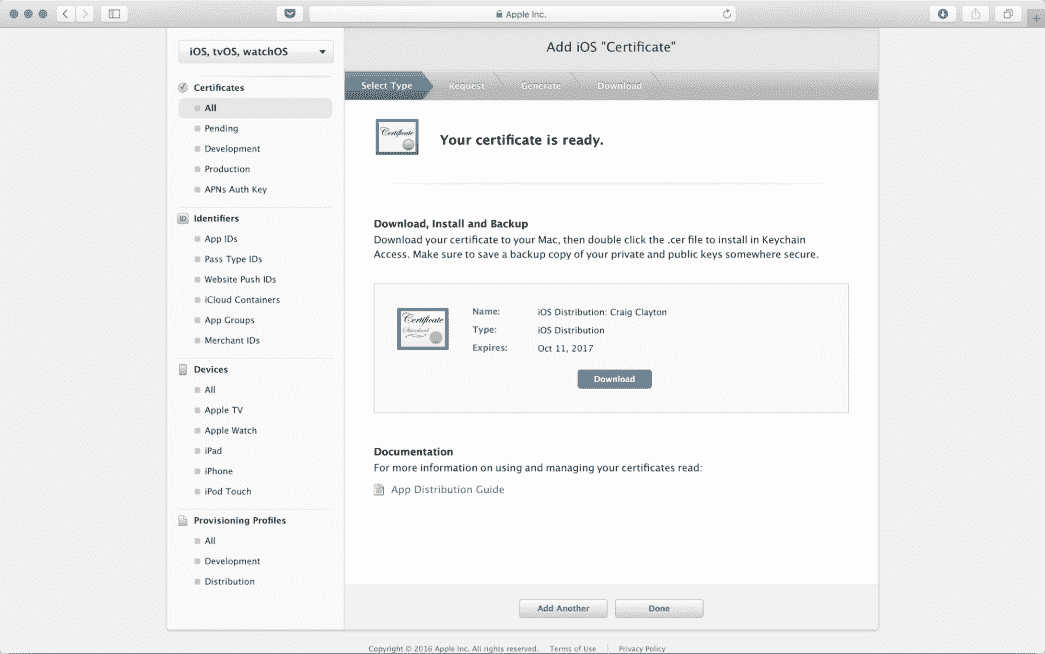 Apple Inc.
iOS, tvOS, watchOS
Certificates
All
Pending
Development
Production
APNs Auth Key
ID Identifiers
App IDs
Pass Type IDs
Website Push IDs
iCloud Containers
App Groups
Merchant IDs
Devices
All
Apple TV
Apple Watch
iPad
iPhone
iPod Touch
Provisioning Profiles
All
Development
Distribution
Add iOS "Certificate"
Select Type Request Generate Download
Certificate
Your certificate is ready.
Download, Install and Backup
Download your certificate to your Mac, then double click the .cer file to install in Keychain
Access. Make sure to save a backup copy of your private and public keys somewhere secure.
Certificate
Standard
Name: iOS Distribution: Craig Clayton
Type: iOS Distribution
Expires: Oct 11, 2017
Download
Documentation
For more information on using and managing your certificates read:
App Distribution Guide
Add Another Done
Copyright © 2016 Apple Inc. All rights reserved. Terms of Use | Privacy Policy